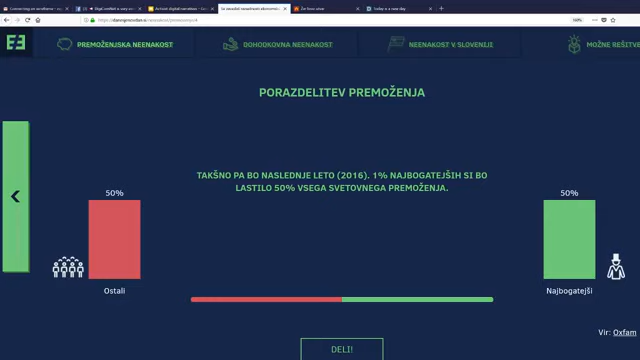 PREMOŽENJSKA NEENAKOST
DOHODKOVNA NEENAKOST
NEENAKOST V SLOVENIJI
MOŽNE REŠITVE
PORAZDELITEV PREMOŽENJA
TAKŠNO PA BO NASLEDNJE LETO (2016). 1% NAJBOGATEJŠIH SI BO
LASTILO 50% VSEGA SVETOVNEGA PREMOŽENJA.
50%
50%
Ostali
Najbogatejši
Vir: Oxfam
DELI!